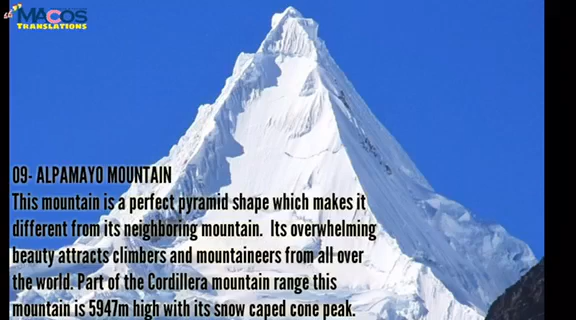 MACOS
TRANSLATIONS
09- ALPAMAYO MOUNTAIN
This mountain is a perfect pyramid shape which makes it
different from its neighboring mountain. Its overwhelming
beauty attracts climbers and mountaineers from all over
the world. Part of the Cordillera mountain range this
mountain is 5947m high with its snow caped cone peak.